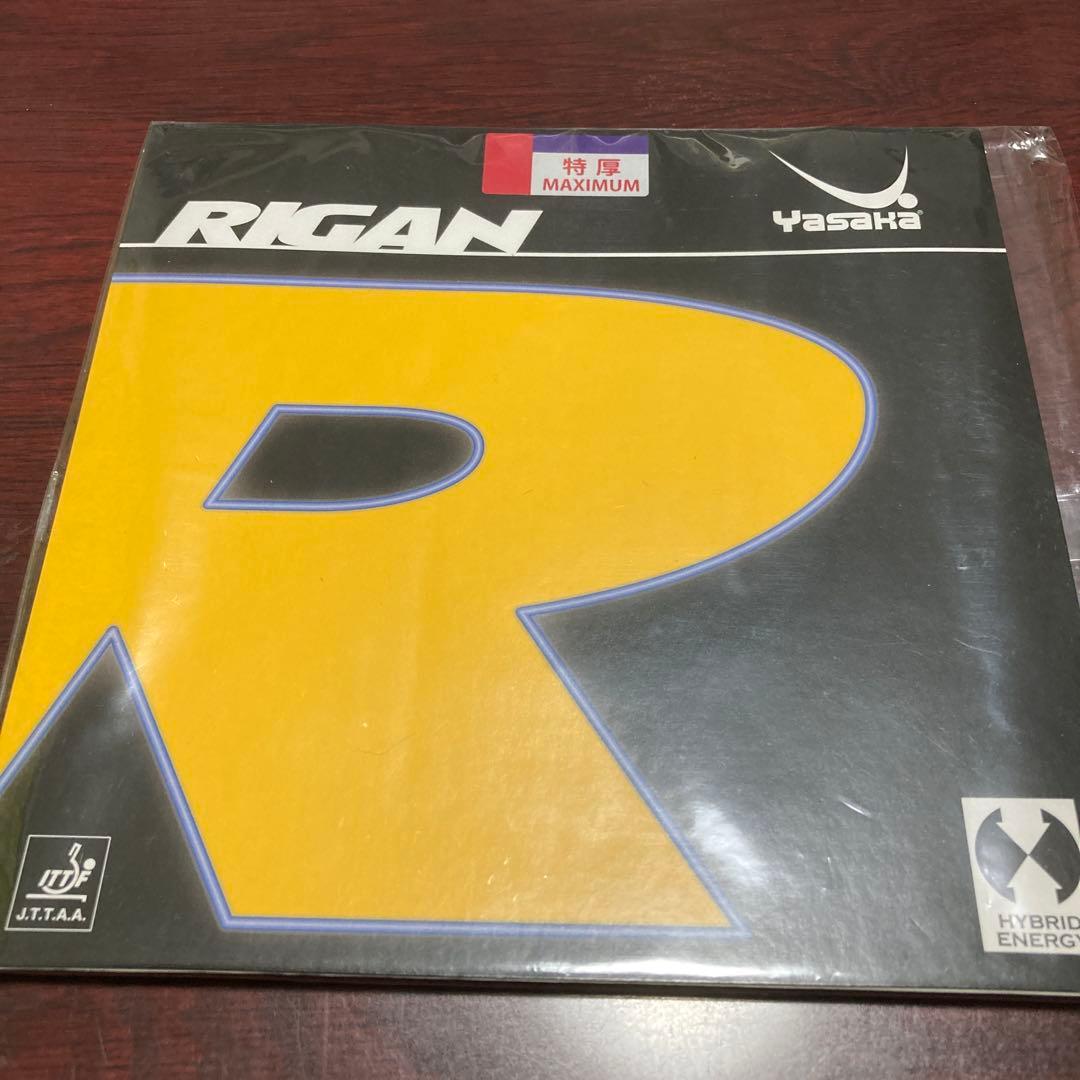 特厚
MAXIMUM
RIGAN
Yasaka®
R
ITTF
J.T.T.A.A.
HYBRID
ENERGY